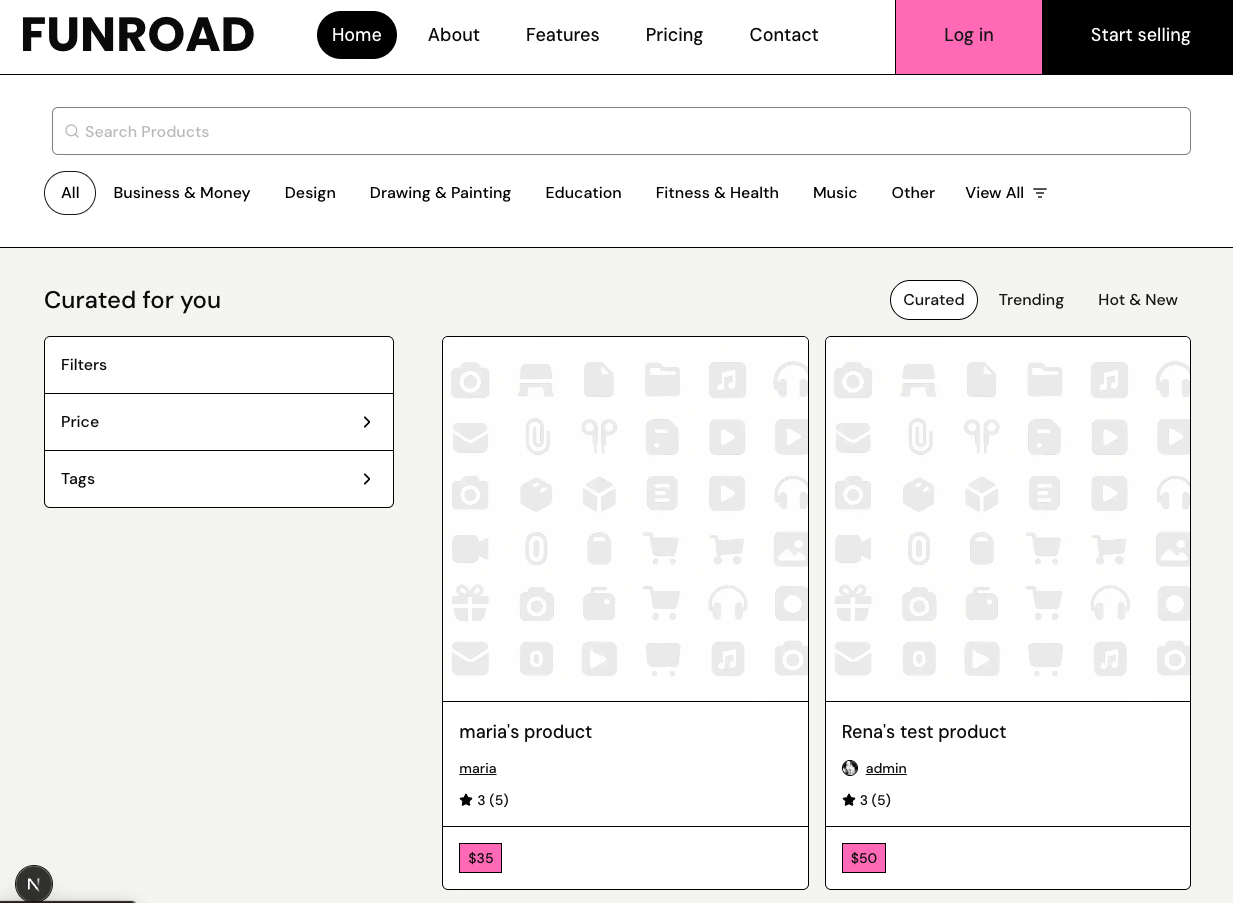 FUNROAD Home About Features Pricing Contact Log in Start selling
Search Products
All Business & Money Design Drawing & Painting Education Fitness & Health Music Other View All
Curated for you Curated Trending Hot & New
Filters
Price
Tags
maria's product
maria
3 (5)
$35
Rena's test product
admin
3 (5)
$50
N